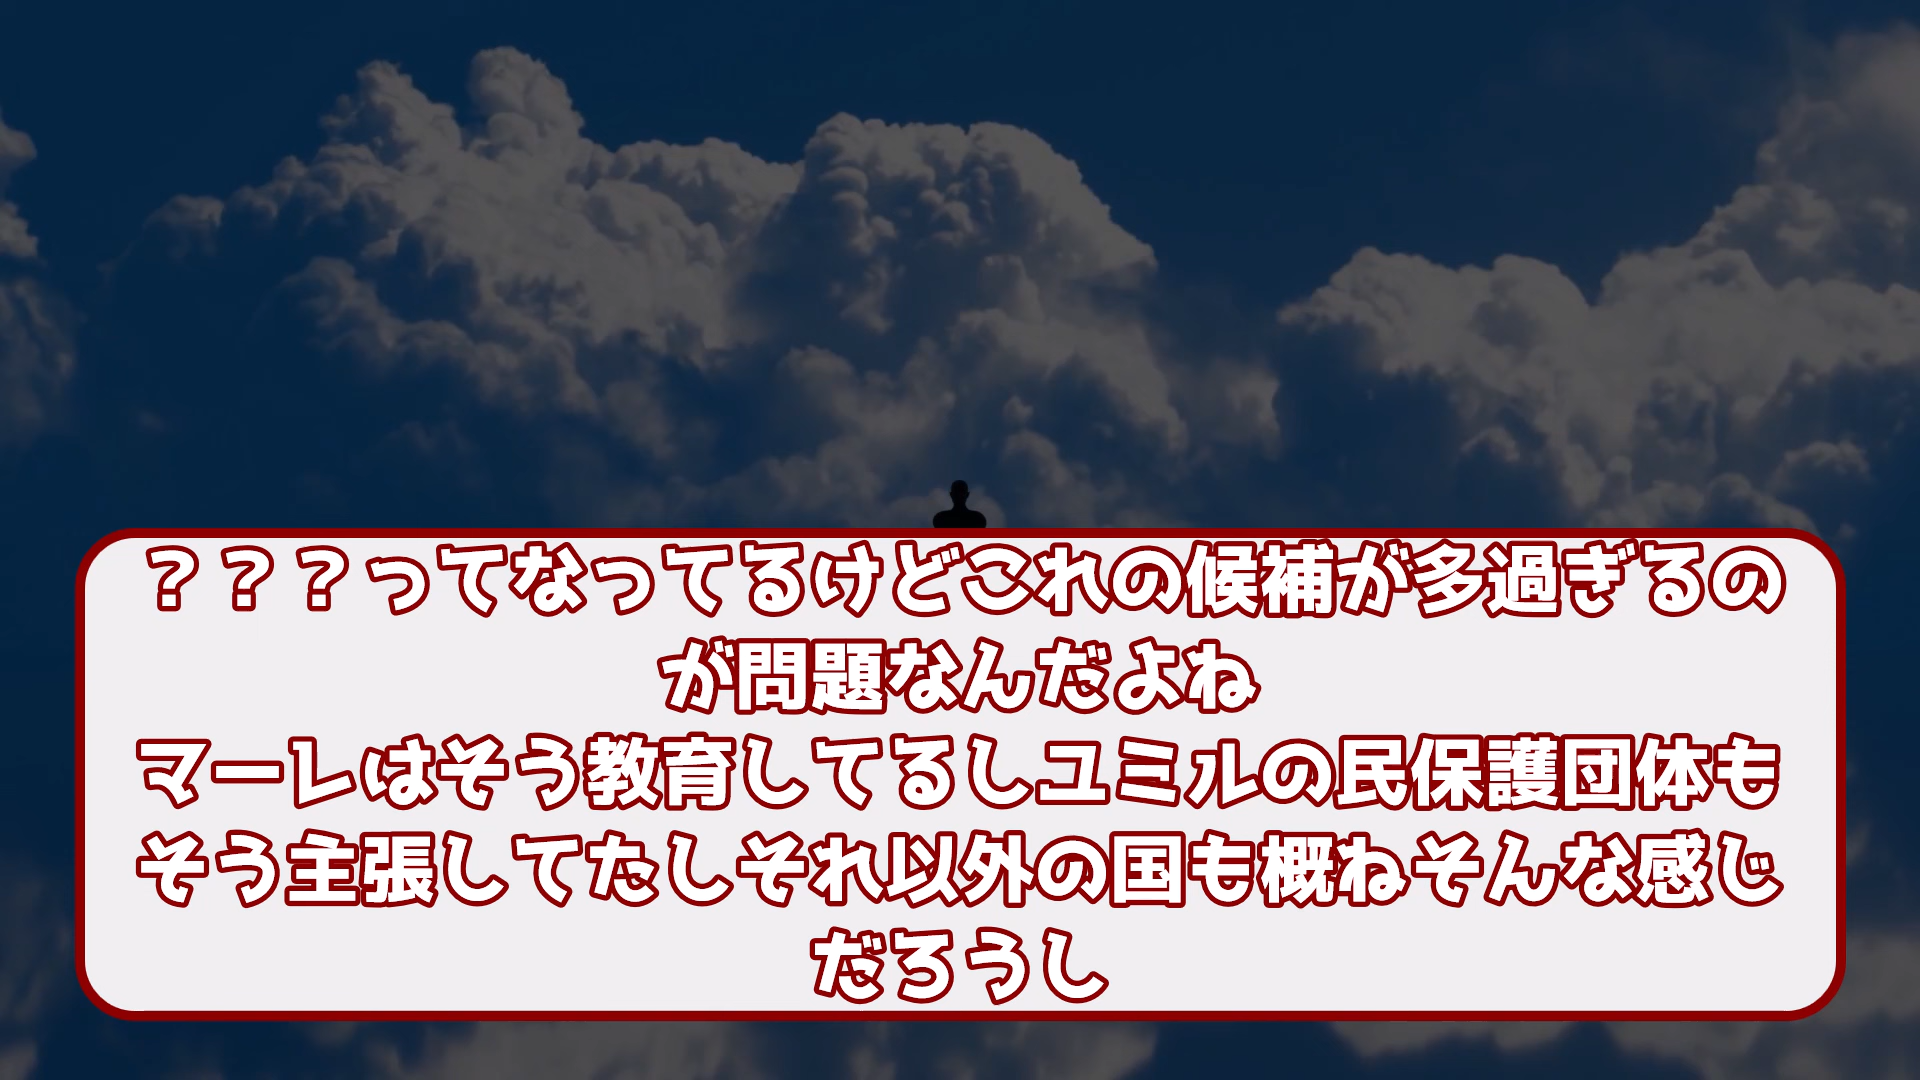 ？？？ってなってるけどこれの候補が多過ぎるの
が問題なんだよね
マーレはそう教育してるしユミルの民保護団体も
そう主張してたしそれ以外の国も概ねそんな感じ
だろうし